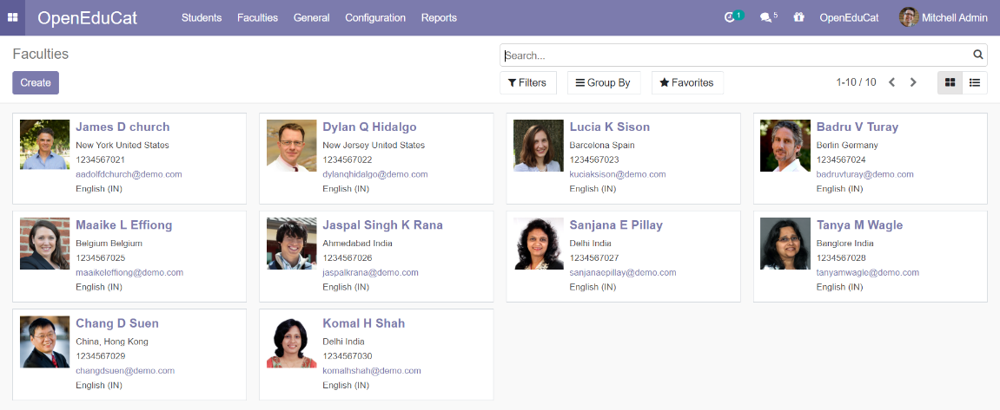 OpenEduCat Students Faculties General Configuration Reports 1 5 OpenEduCat Mitchell Admin
Faculties
Search...
Create
Filters Group By Favorites 1-10 / 10
James D church
New York United States
1234567021
aadolfdchurch@demo.com
English (IN)
Dylan Q Hidalgo
New Jersey United States
1234567022
dylanqhidalgo@demo.com
English (IN)
Lucia K Sison
Barcelona Spain
1234567023
kuciaksison@demo.com
English (IN)
Badru V Turay
Berlin Germany
1234567024
badruvturay@demo.com
English (IN)
Maaike L Effiong
Belgium Belgium
1234567025
maaikeleffiong@demo.com
English (IN)
Jaspal Singh K Rana
Ahmedabad India
1234567026
jaspalkrana@demo.com
English (IN)
Sanjana E Pillay
Delhi India
1234567027
sanjanaepillay@demo.com
English (IN)
Tanya M Wagle
Banglore India
1234567028
tanyamwagle@demo.com
English (IN)
Chang D Suen
China, Hong Kong
1234567029
changdsuen@demo.com
English (IN)
Komal H Shah
Delhi India
1234567030
komalhshah@demo.com
English (IN)